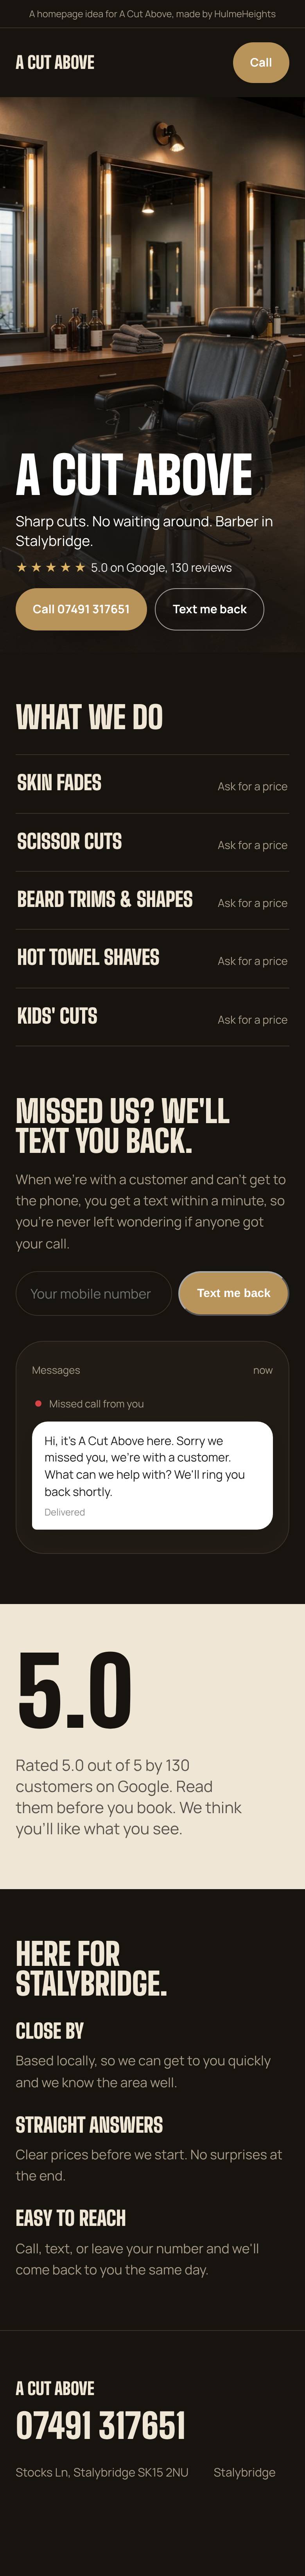 A homepage idea for A Cut Above, made by HulmeHeights
A CUT ABOVE
Call
A CUT ABOVE
Sharp cuts. No waiting around. Barber in
Stalybridge.
★ ★ ★ ★ ★ 5.0 on Google, 130 reviews
Call 07491 317651
Text me back
WHAT WE DO
SKIN FADES
Ask for a price
SCISSOR CUTS
Ask for a price
BEARD TRIMS & SHAPES
Ask for a price
HOT TOWEL SHAVES
Ask for a price
KIDS' CUTS
Ask for a price
MISSED US? WE'LL
TEXT YOU BACK.
When we're with a customer and can't get to
the phone, you get a text within a minute, so
you're never left wondering if anyone got
your call.
Your mobile number
Text me back
Messages
now
Missed call from you
Hi, it's A Cut Above here. Sorry we
missed you, we're with a customer.
What can we help with? We'll ring you
back shortly.
Delivered
5.0
Rated 5.0 out of 5 by 130
customers on Google. Read
them before you book. We think
you'll like what you see.
HERE FOR
STALYBRIDGE.
CLOSE BY
Based locally, so we can get to you quickly
and we know the area well.
STRAIGHT ANSWERS
Clear prices before we start. No surprises at
the end.
EASY TO REACH
Call, text, or leave your number and we'll
come back to you the same day.
A CUT ABOVE
07491 317651
Stocks Ln, Stalybridge SK15 2NU
Stalybridge